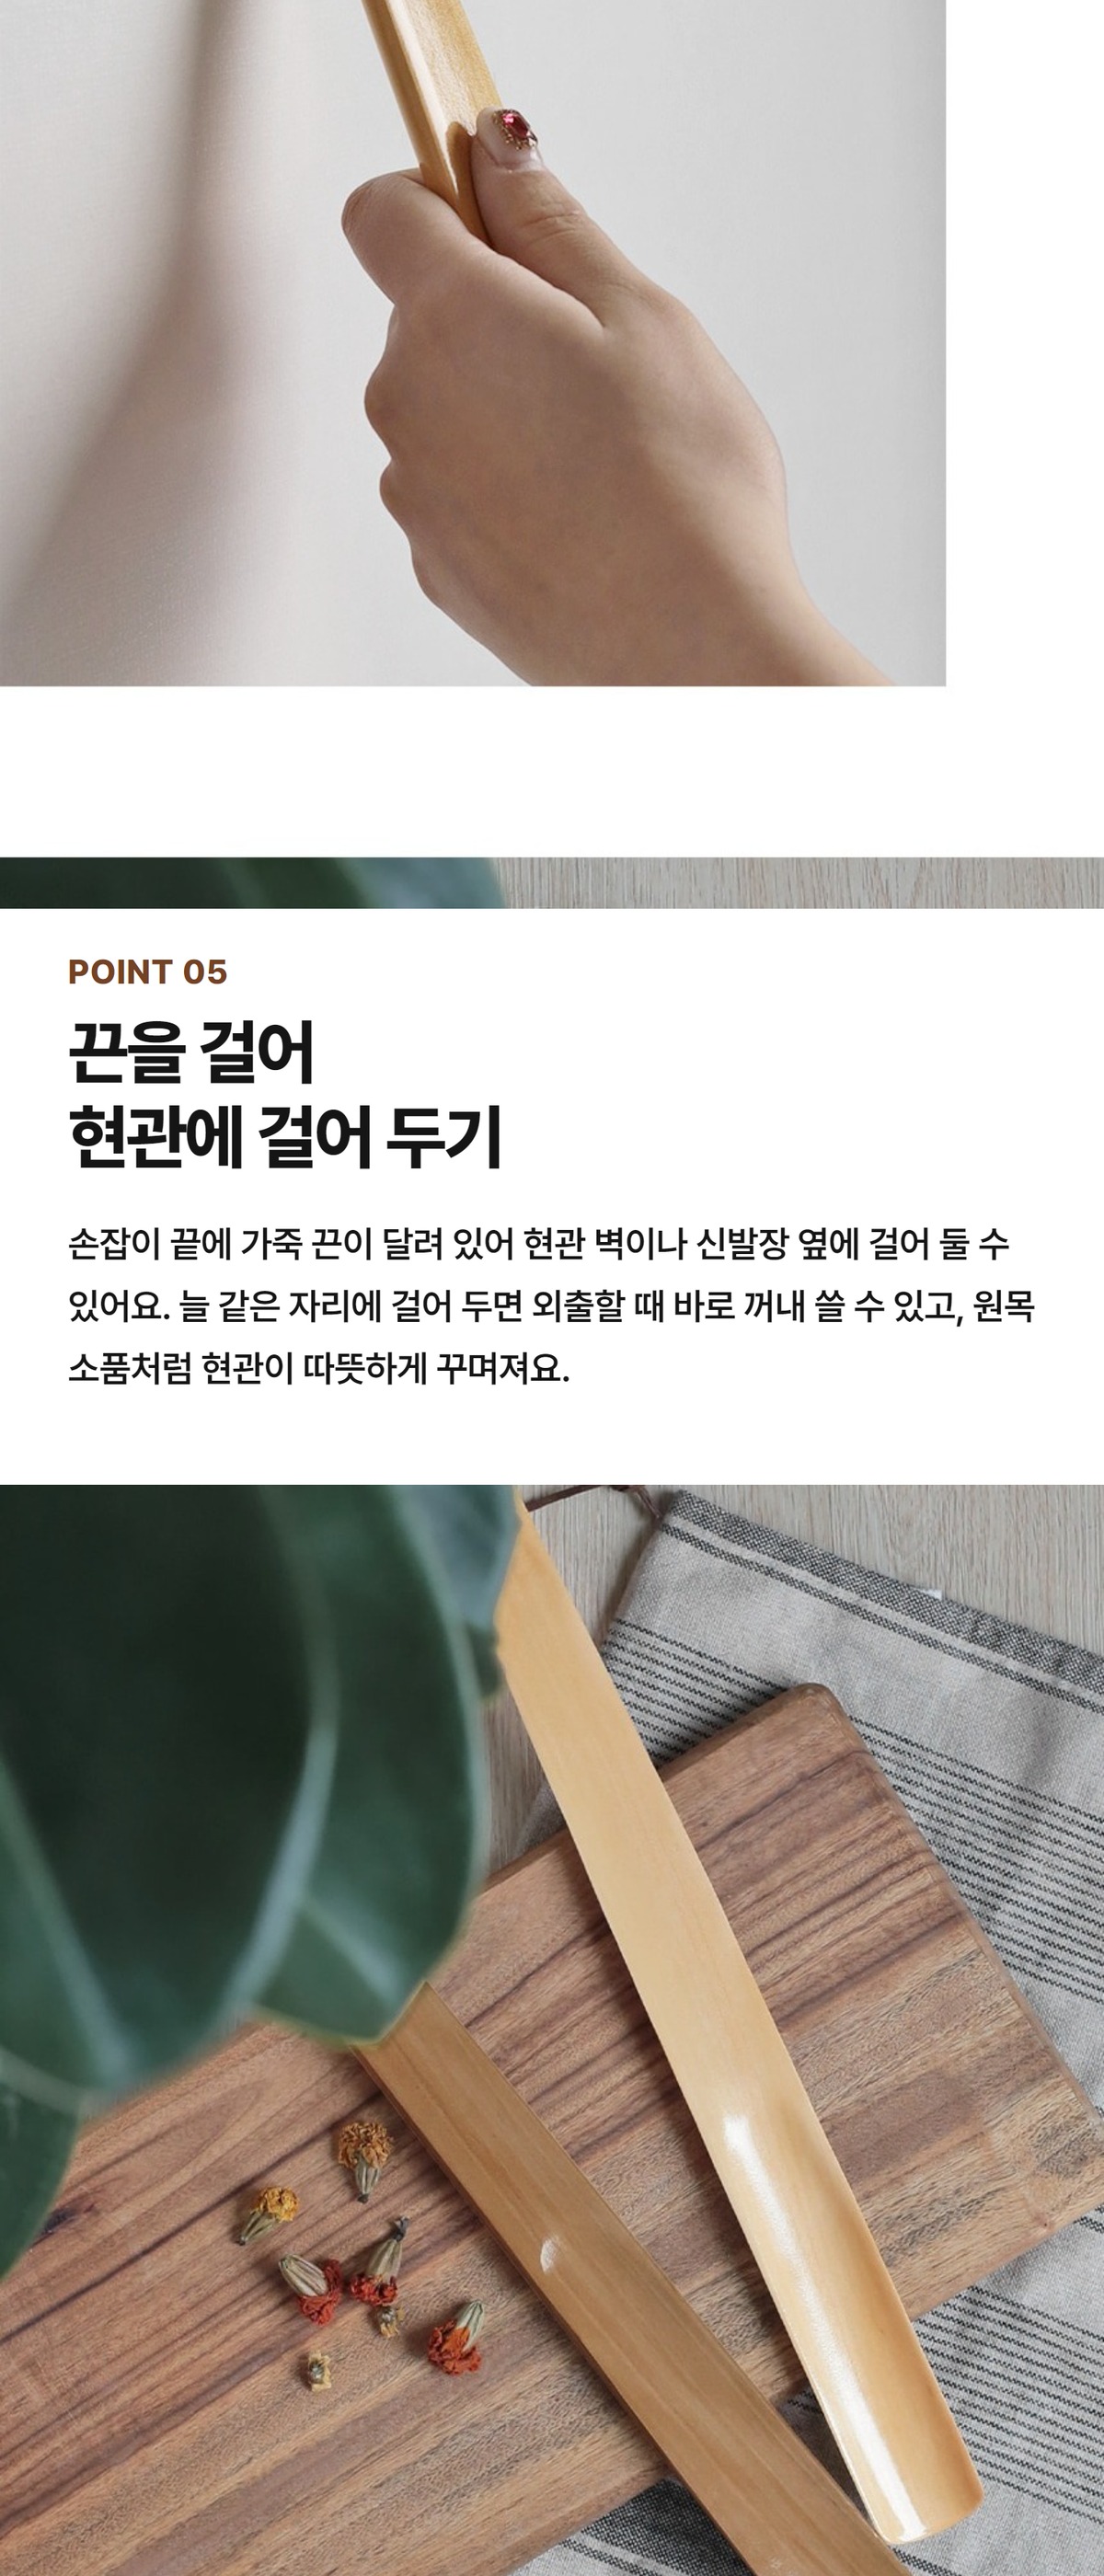 POINT 05
끈을 걸어
현관에 걸어 두기
손잡이 끝에 가죽 끈이 달려 있어 현관 벽이나 신발장 옆에 걸어 둘 수
있어요. 늘 같은 자리에 걸어 두면 외출할 때 바로 꺼내 쓸 수 있고, 원목
소품처럼 현관이 따뜻하게 꾸며져요.